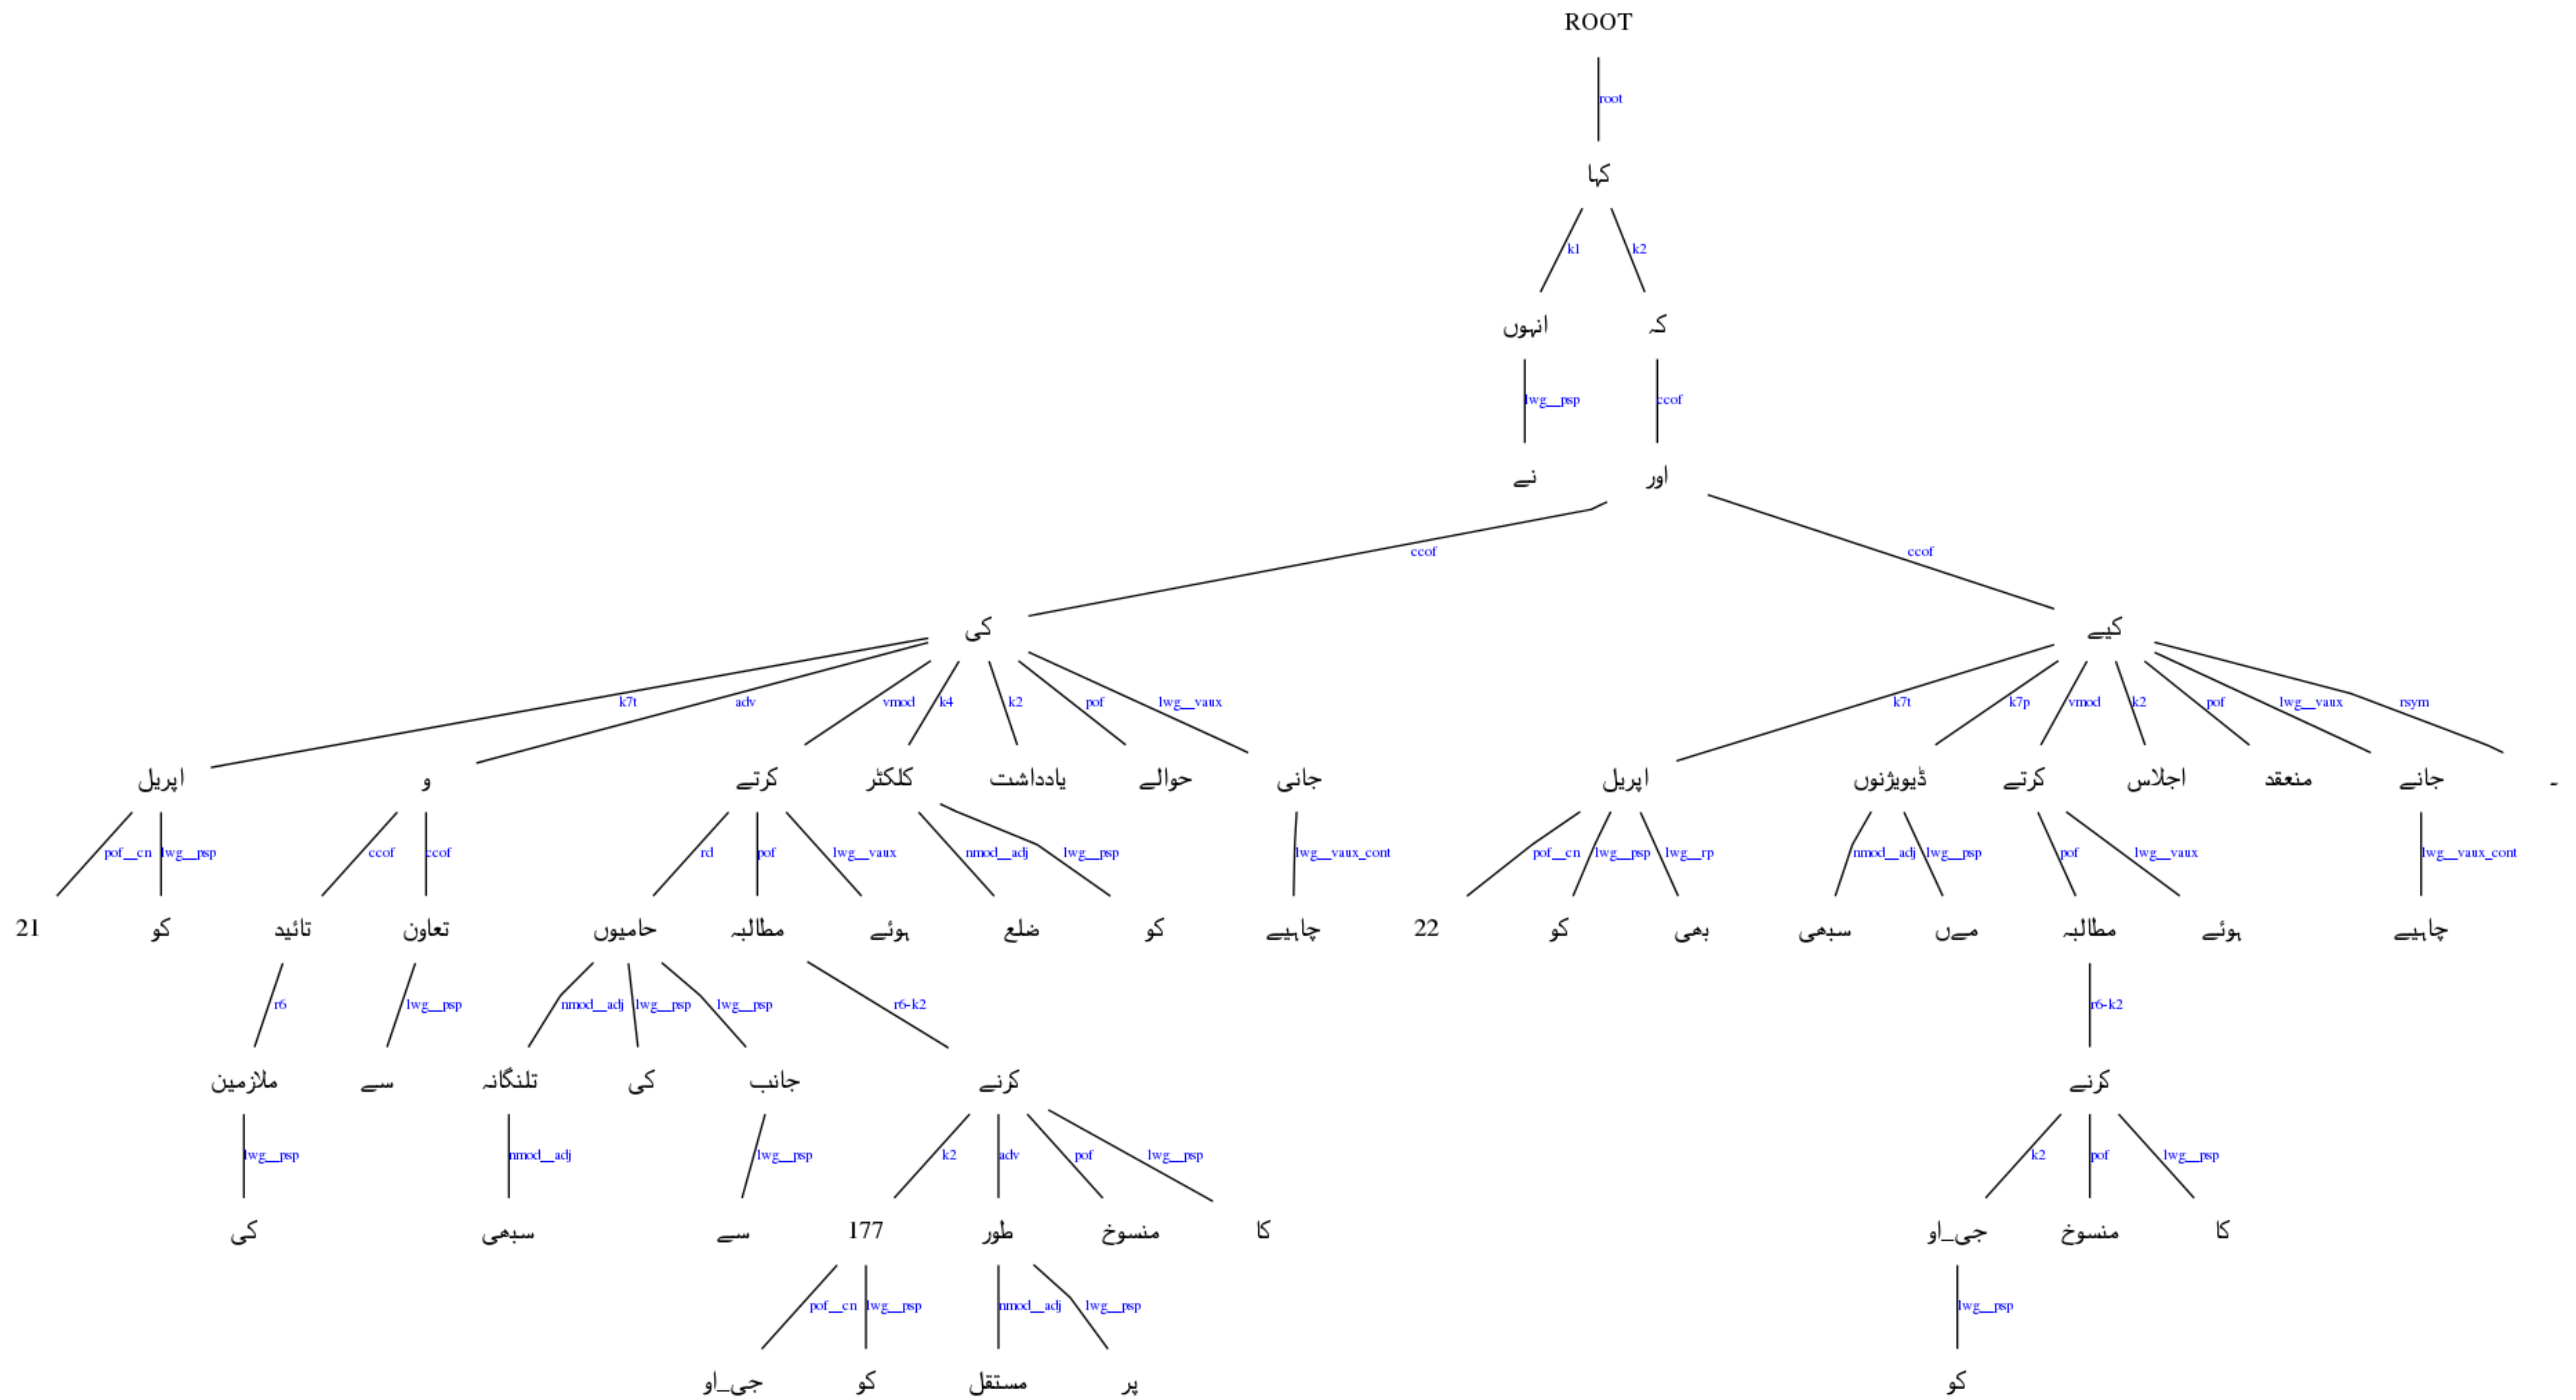 ROOT
root
کہا
k1 k2
انہوں کہ
lwg__psp ccof
نے اور
ccof ccof
کی کیے
k7t adv vmod k4 k2 pof lwg__vaux k7t k7p vmod k2 pof lwg__vaux rsym
اپریل و کرتے کلکٹر یادداشت حوالے جانی اپریل ڈیویژنوں کرتے اجلاس منعقد جانے ۔
pof__cn lwg__psp ccof ccof rd pof lwg__vaux nmod__adj lwg__psp lwg__vaux_cont pof__cn lwg__psp lwg__rp nmod__adj lwg__psp pof lwg__vaux lwg__vaux_cont
21 کو تائید تعاون حامیوں مطالبہ ہوئے ضلع کو چاہیے 22 کو بھی سبھی مےں مطالبہ ہوئے چاہیے
r6 lwg__psp nmod__adj lwg__psp lwg__psp r6-k2 r6-k2
ملازمین سے تلنگانہ کی جانب کرنے کرنے
lwg__psp nmod__adj lwg__psp k2 adv pof lwg__psp k2 pof lwg__psp
کی سبھی سے 177 طور منسوخ کا جی_او منسوخ کا
pof__cn lwg__psp nmod__adj lwg__psp lwg__psp
جی_او کو مستقل پر کو